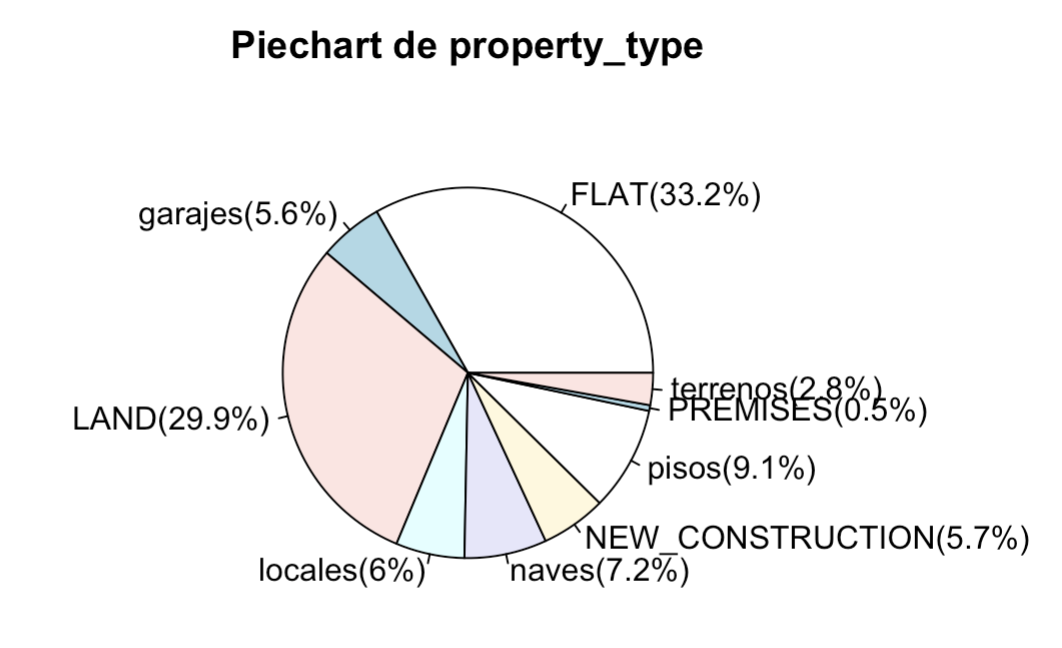 Piechart de property_type
FLAT(33.2%)
garajes(5.6%)
LAND(29.9%)
locales(6%)
naves(7.2%)
NEW_CONSTRUCTION(5.7%)
pisos(9.1%)
PREMISES(0.5%)
terrenos(2.8%)